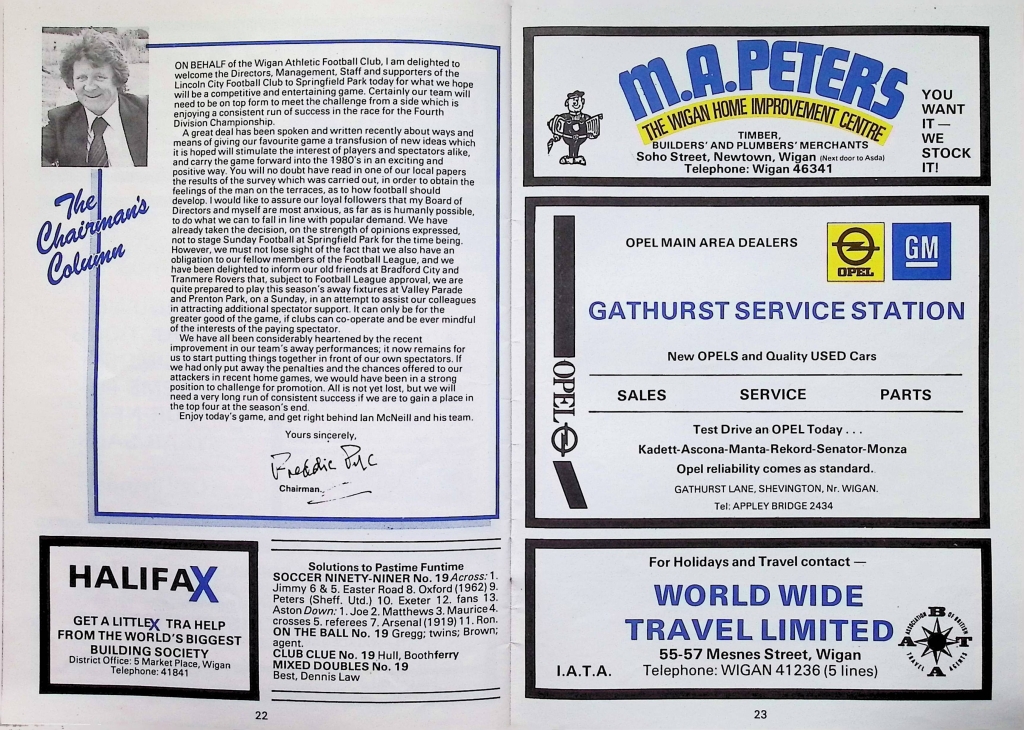 The
Chairman's
Column
ON BEHALF of the Wigan Athletic Football Club, I am delighted to
welcome the Directors, Management, Staff and supporters of the
Lincoln City Football Club to Springfield Park today for what we hope
will be a competitive and entertaining game. Certainly our team will
need to be on top form to meet the challenge from a side which is
enjoying a consistent run of success in the race for the Fourth
Division Championship.
A great deal has been spoken and written recently about ways and
means of giving our favourite game a transfusion of new ideas which
it is hoped will stimulate the interest of players and spectators alike,
and carry the game forward into the 1980's in an exciting and
positive way. You will no doubt have read in one of our local papers
the results of the survey which was carried out, in order to obtain the
feelings of the man on the terraces, as to how football should
develop. I would like to assure our loyal followers that my Board of
Directors and myself are most anxious, as far as is humanly possible,
to do what we can to fall in line with popular demand. We have
already taken the decision, on the strength of opinions expressed,
not to stage Sunday Football at Springfield Park for the time being.
However, we must not lose sight of the fact that we also have an
obligation to our fellow members of the Football League, and we
have been delighted to inform our old friends at Bradford City and
Tranmere Rovers that, subject to Football League approval, we are
quite prepared to play this season's away fixtures at Valley Parade
and Prenton Park, on a Sunday, in an attempt to assist our colleagues
in attracting additional spectator support. It can only be for the
greater good of the game, if clubs can co-operate and be ever mindful
of the interests of the paying spectator.
We have all been considerably heartened by the recent
improvement in our team's away performances; it now remains for
us to start putting things together in front of our own spectators. If
we had only put away the penalties and the chances offered to our
attackers in recent home games, we would have been in a strong
position to challenge for promotion. All is not yet lost, but we will
need a very long run of consistent success if we are to gain a place in
the top four at the season's end.
Enjoy today's game, and get right behind Ian McNeill and his team.
Yours sincerely,
Chairman.
HALIFAX
GET A LITTLE X TRA HELP
FROM THE WORLD'S BIGGEST
BUILDING SOCIETY
District Office: 5 Market Place, Wigan
Telephone: 41841
Solutions to Pastime Funtime
SOCCER NINETY-NINER No. 19 Across: 1.
Jimmy 6 & 5. Easter Road 8. Oxford (1962) 9.
Peters (Sheff. Utd.) 10. Exeter 12. fans 13.
Aston Down: 1. Joe 2. Matthews 3. Maurice 4.
crosses 5. referees 7. Arsenal (1919) 11. Ron.
ON THE BALL No. 19 Gregg; twins; Brown;
agent.
CLUB CLUE No. 19 Hull, Boothferry
MIXED DOUBLES No. 19
Best, Dennis Law
22
M.A.PETERS
THE WIGAN HOME IMPROVEMENT CENTRE
TIMBER,
BUILDERS' AND PLUMBERS' MERCHANTS
Soho Street, Newtown, Wigan (Next door to Asda)
Telephone: Wigan 46341
YOU
WANT
IT —
WE
STOCK
IT!
OPEL MAIN AREA DEALERS
OPEL
GM
GATHURST SERVICE STATION
New OPELS and Quality USED Cars
SALES SERVICE PARTS
OPEL
Test Drive an OPEL Today . . .
Kadett-Ascona-Manta-Rekord-Senator-Monza
Opel reliability comes as standard.
GATHURST LANE, SHEVINGTON, Nr. WIGAN.
Tel: APPLEY BRIDGE 2434
For Holidays and Travel contact —
WORLD WIDE
TRAVEL LIMITED
55-57 Mesnes Street, Wigan
I.A.T.A. Telephone: WIGAN 41236 (5 lines)
ABTA
ASSOCIATION OF BRITISH TRAVEL AGENTS
23